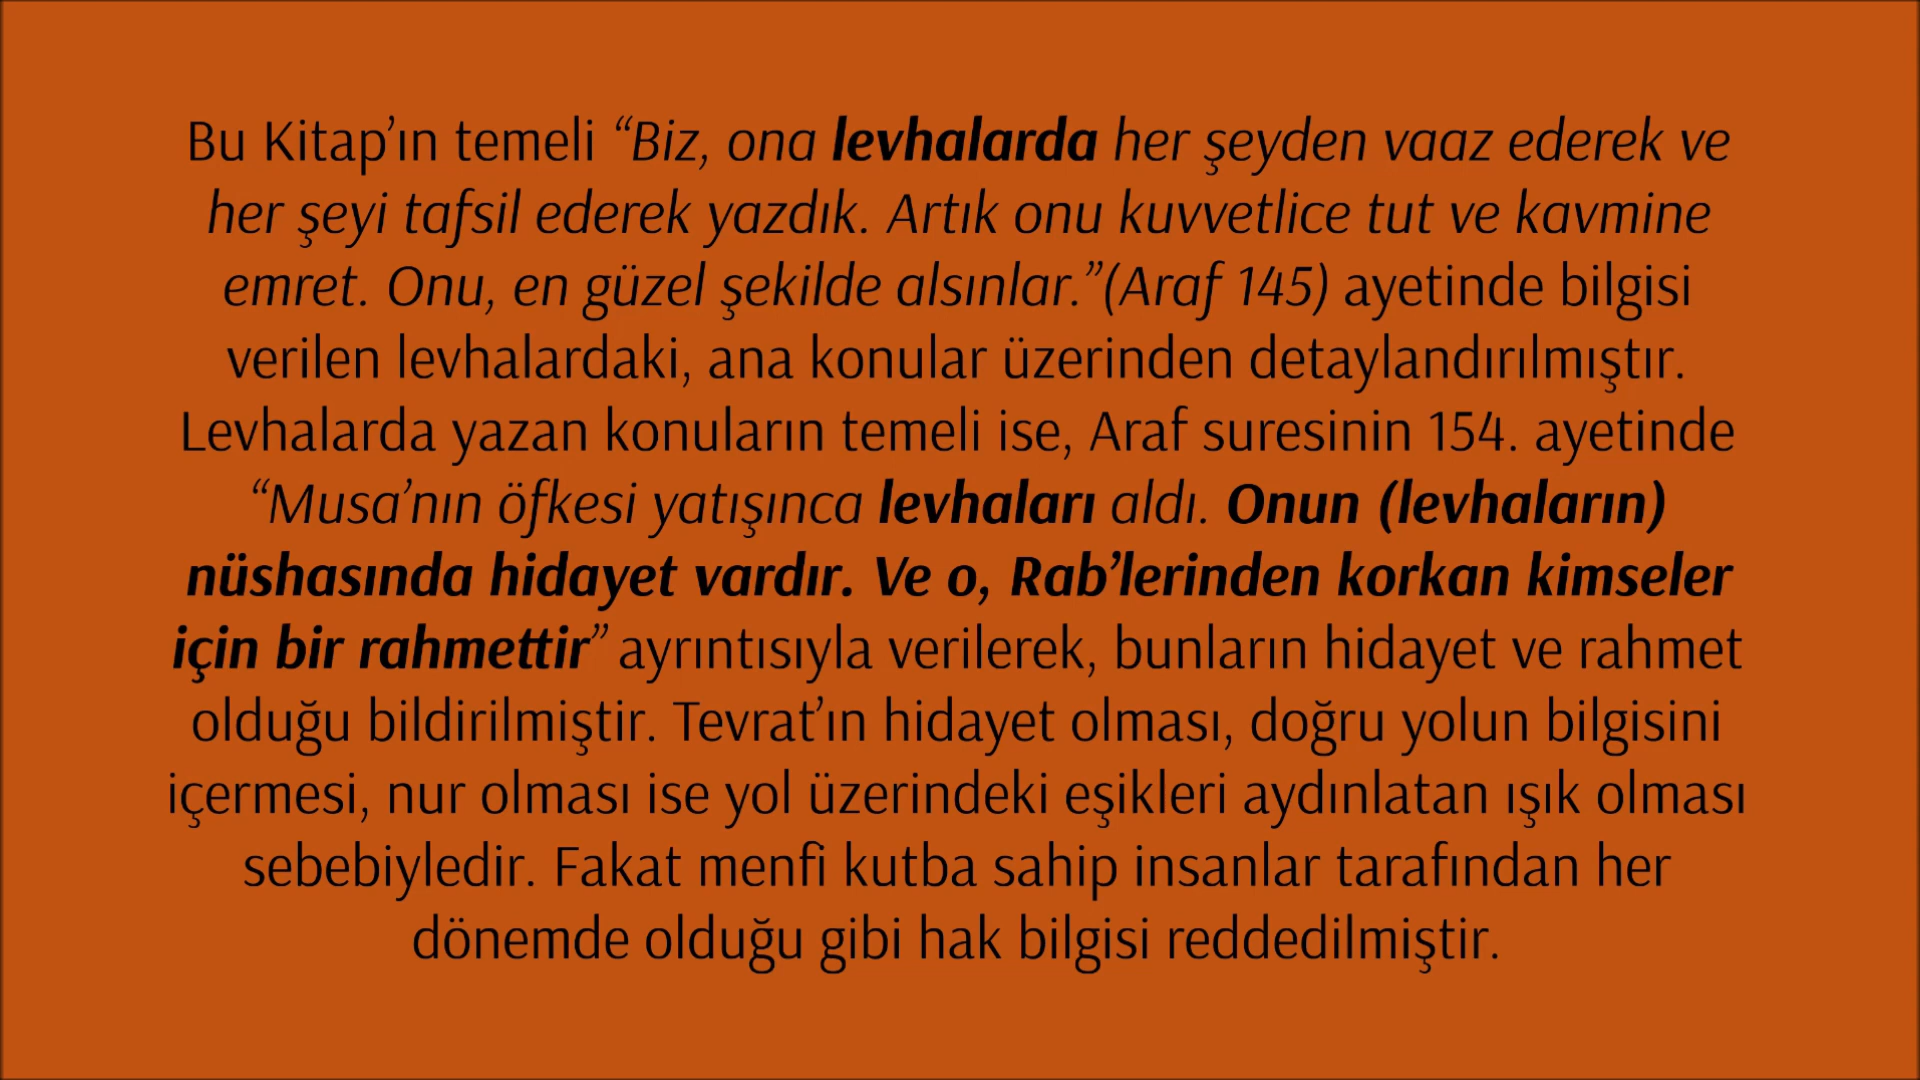 Bu Kitap’ın temeli “Biz, ona levhalarda her şeyden vaaz ederek ve
her şeyi tafsil ederek yazdık. Artık onu kuvvetlice tut ve kavmine
emret. Onu, en güzel şekilde alsınlar.”(Araf 145) ayetinde bilgisi
verilen levhalardaki, ana konular üzerinden detaylandırılmıştır.
Levhalarda yazan konuların temeli ise, Araf suresinin 154. ayetinde
“Musa’nın öfkesi yatışınca levhaları aldı. Onun (levhaların)
nüshasında hidayet vardır. Ve o, Rab’lerinden korkan kimseler
için bir rahmettir” ayrıntısıyla verilerek, bunların hidayet ve rahmet
olduğu bildirilmiştir. Tevrat’ın hidayet olması, doğru yolun bilgisini
içermesi, nur olması ise yol üzerindeki eşikleri aydınlatan ışık olması
sebebiyledir. Fakat menfi kutba sahip insanlar tarafından her
dönemde olduğu gibi hak bilgisi reddedilmiştir.